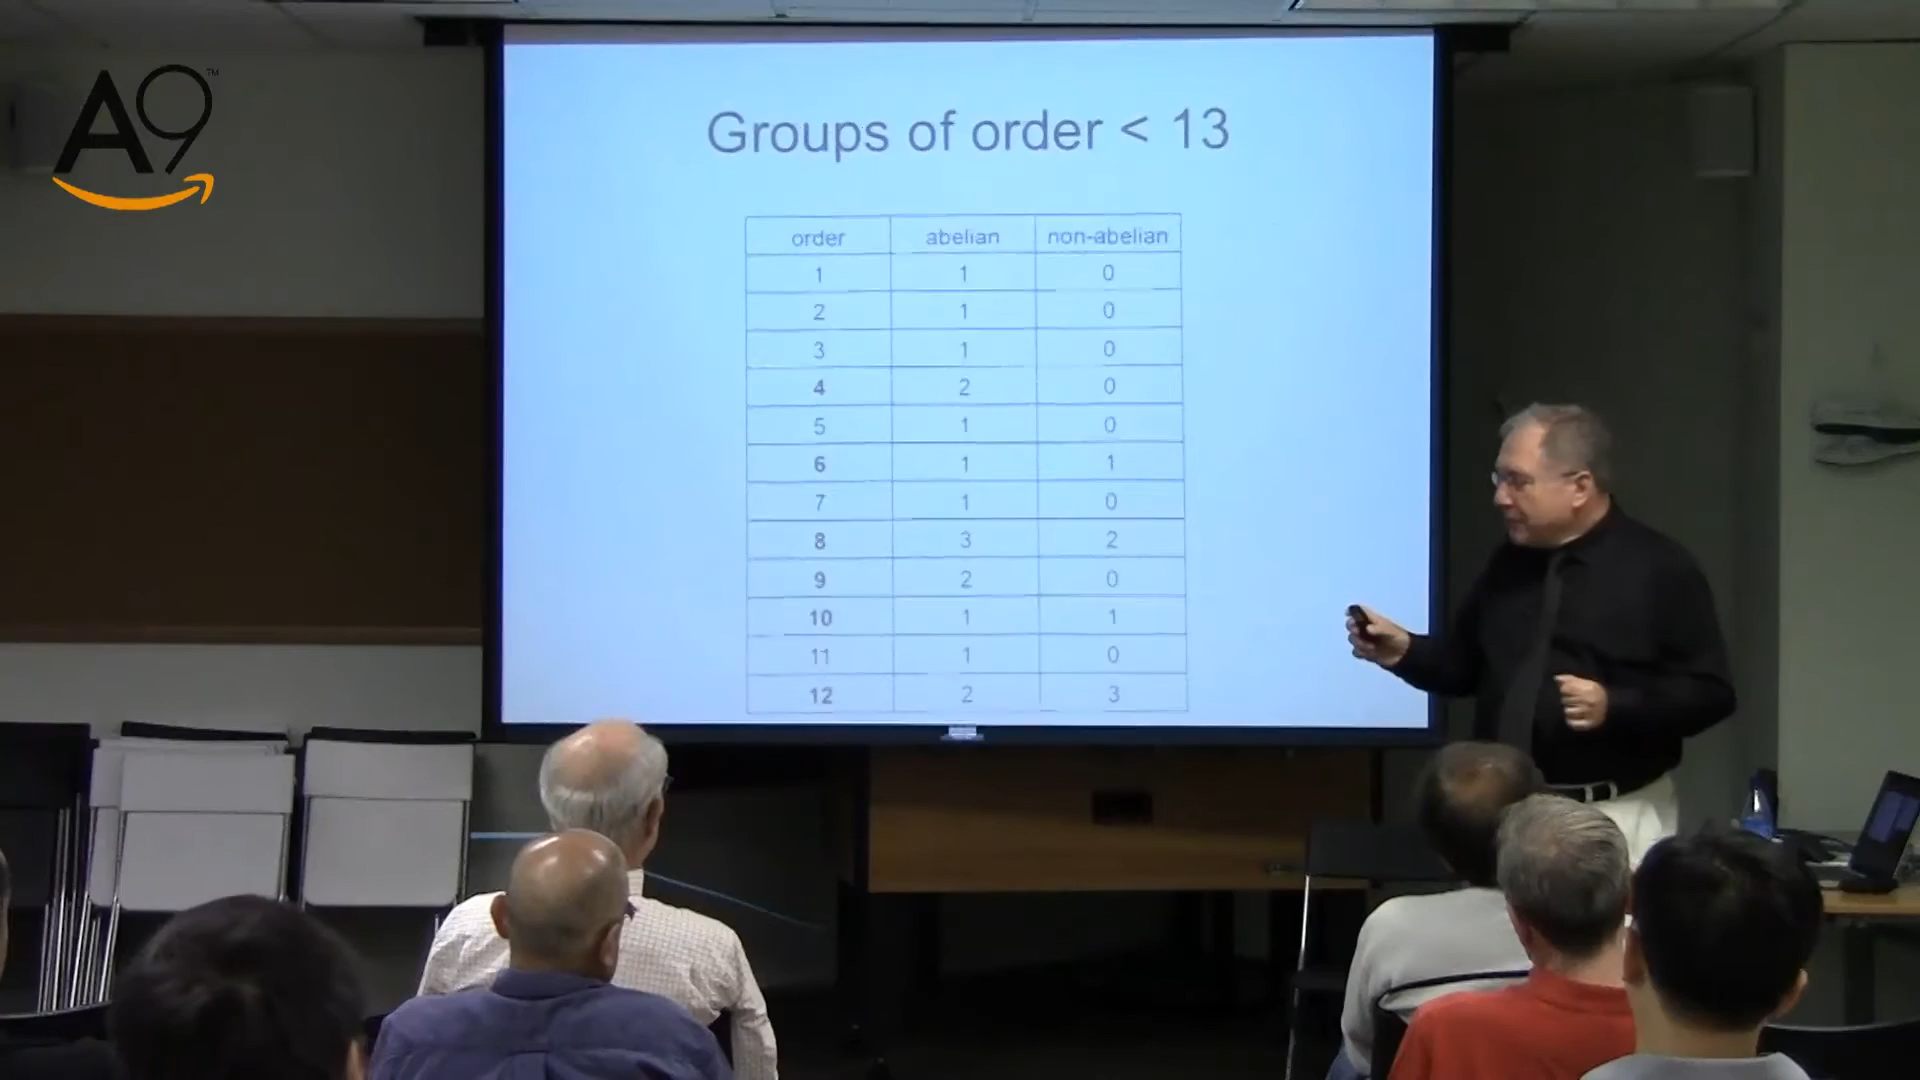 A9™
Groups of order < 13
order abelian non-abelian
1 1 0
2 1 0
3 1 0
4 2 0
5 1 0
6 1 1
7 1 0
8 3 2
9 2 0
10 1 1
11 1 0
12 2 3